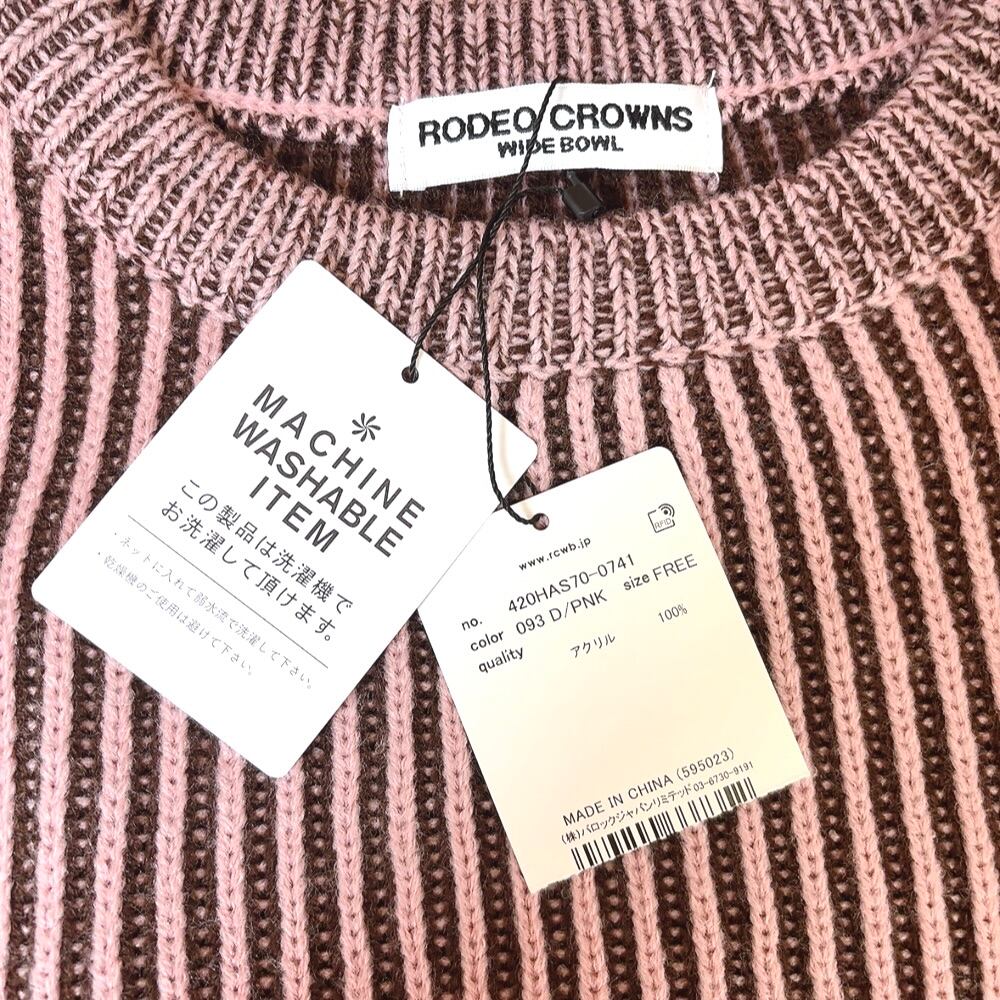 RODEO CROWNS
WIDE BOWL
MACHINE
WASHABLE
ITEM
この製品は洗濯機で
お洗濯して頂けます。
・ネットに入れて弱水流で洗濯して下さい。
・乾燥機のご使用は避けて下さい。
RFID
www.rcwb.jp
no. 420HAS70-0741
color 093 D/PNK size FREE
quality アクリル 100%
MADE IN CHINA (595023)
(株)バロックジャパンリミテッド 03-6730-9191